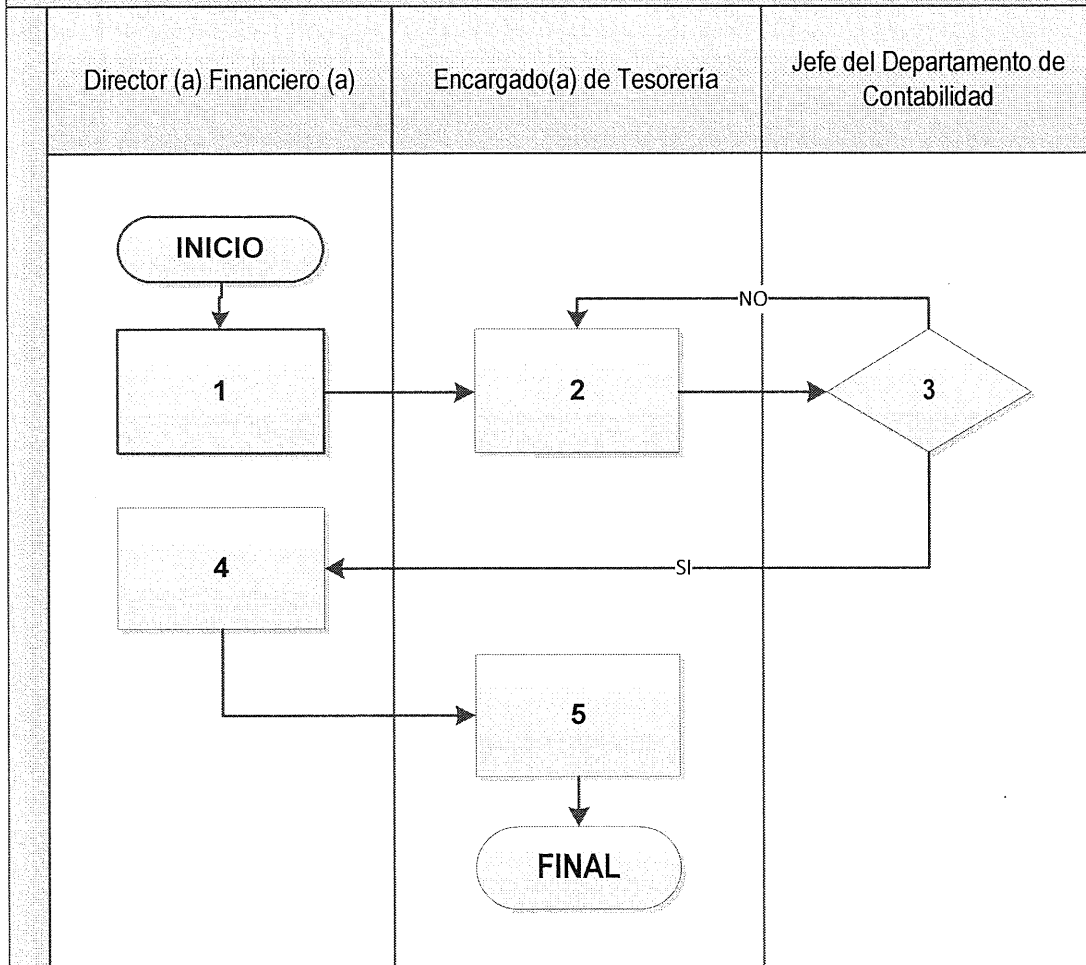 Director (a) Financiero (a)
Encargado(a) de Tesorería
Jefe del Departamento de
Contabilidad
INICIO
NO
1
2
3
4
SI
5
FINAL